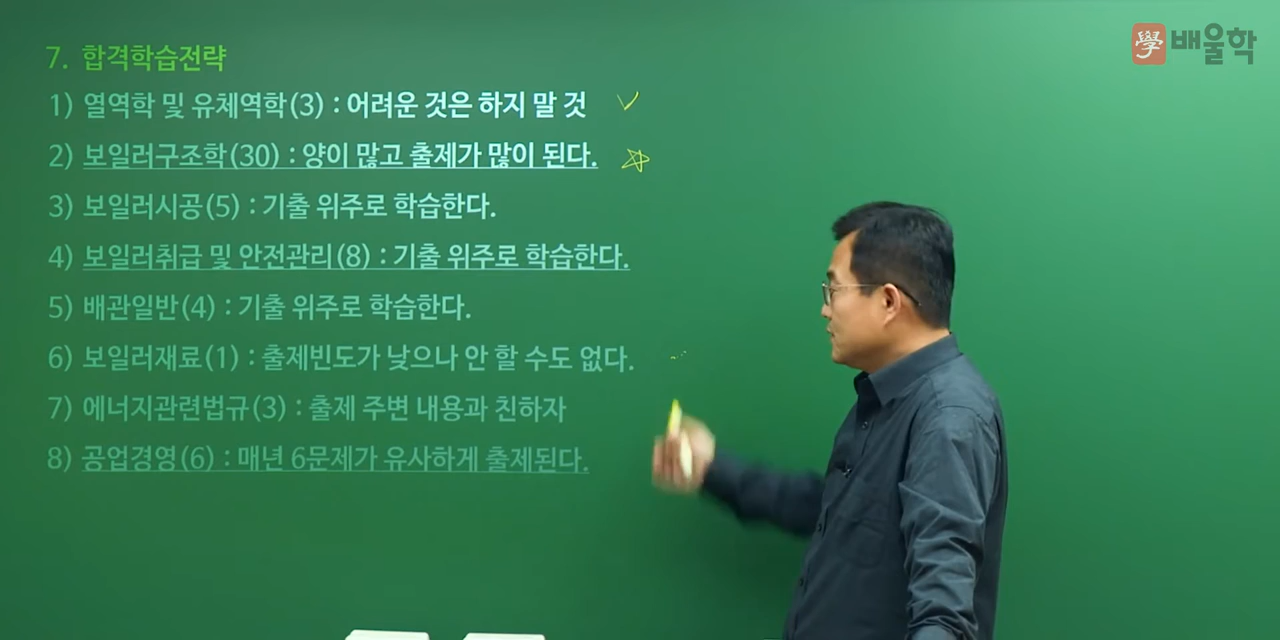 學 배울학
7. 합격학습전략
1) 열역학 및 유체역학(3) : 어려운 것은 하지 말 것
2) 보일러구조학(30) : 양이 많고 출제가 많이 된다.
3) 보일러시공(5) : 기출 위주로 학습한다.
4) 보일러취급 및 안전관리(8) : 기출 위주로 학습한다.
5) 배관일반(4) : 기출 위주로 학습한다.
6) 보일러재료(1) : 출제빈도가 낮으나 안 할 수도 없다.
7) 에너지관련법규(3) : 출제 주변 내용과 친하자
8) 공업경영(6) : 매년 6문제가 유사하게 출제된다.